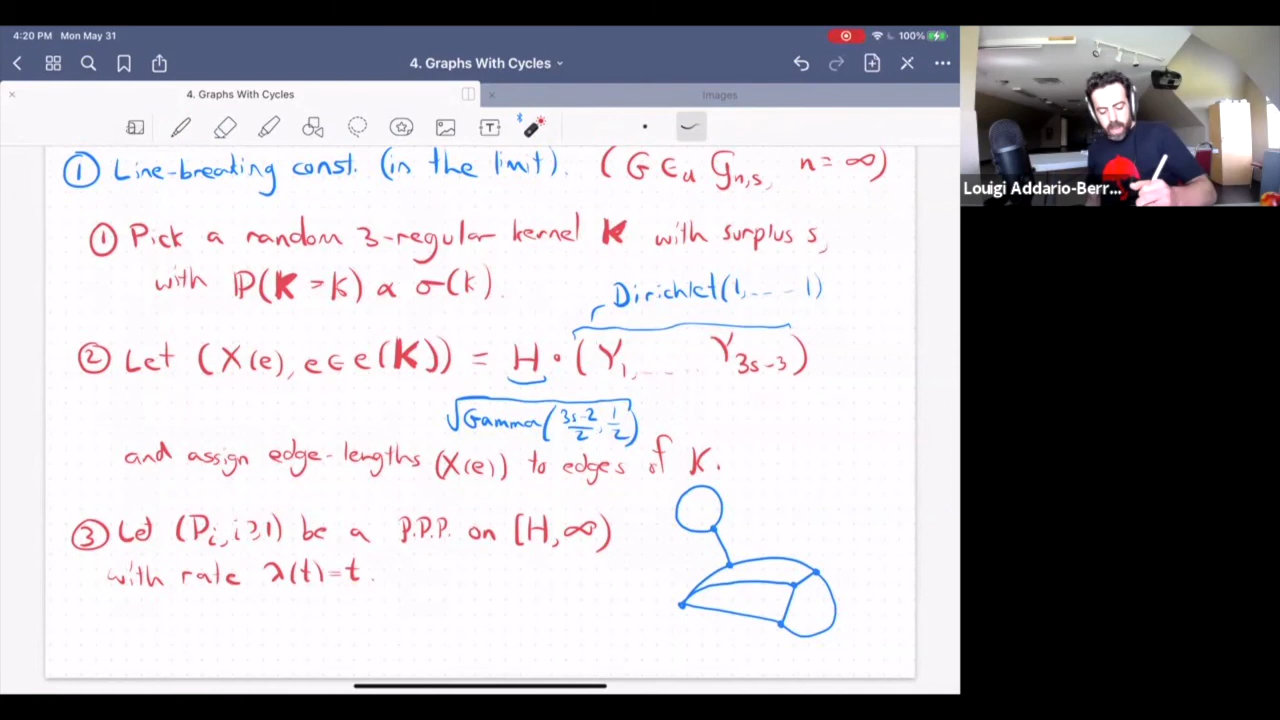 4:20 PM Mon May 31
100%
4. Graphs With Cycles
4. Graphs With Cycles
Images
① Line-breaking const. (in the limit). (G ∈u 𝒢n,s, n=∞)
① Pick a random 3-regular kernel K with surplus s,
with P(K = k) ∝ σ(k).
Dirichlet(1, ... 1)
② Let (X(e), e∈e(K)) = H · (Y1, ..... Y3s-3)
√Gamma(3s-2/2, 1/2)
and assign edge-lengths (X(e)) to edges of K.
③ Let (Pi, i≥1) be a P.P.P. on [H,∞)
with rate λ(t)=t.
Louigi Addario-Berr...